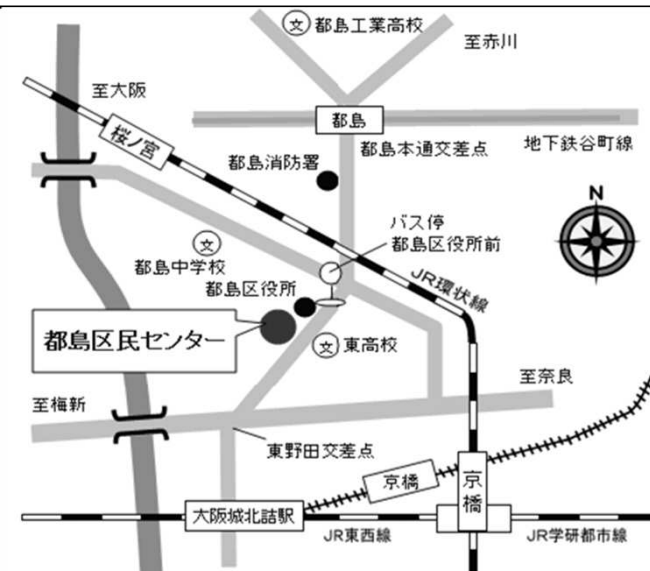 都島工業高校
文
至赤川
至大阪
都島
桜ノ宮
都島本通交差点
地下鉄谷町線
都島消防署
N
バス停
都島区役所前
文
都島中学校
JR環状線
都島区役所
都島区民センター
文
東高校
至奈良
至梅新
東野田交差点
京橋
京橋
大阪城北詰駅
JR東西線
JR学研都市線